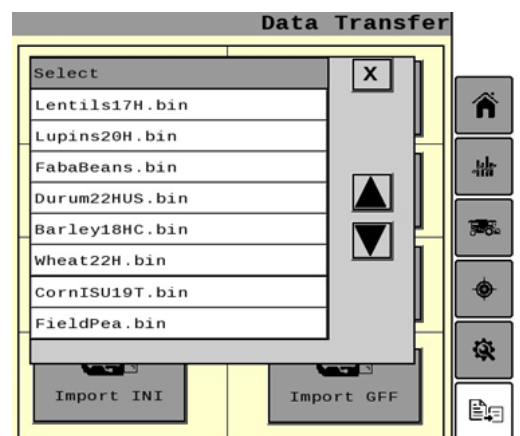 Data Transfer
Select
X
Lentils17H.bin
Lupins20H.bin
FabaBeans.bin
Durum22HUS.bin
Barley18HC.bin
Wheat22H.bin
CornISU19T.bin
FieldPea.bin
Import INI
Import GFF